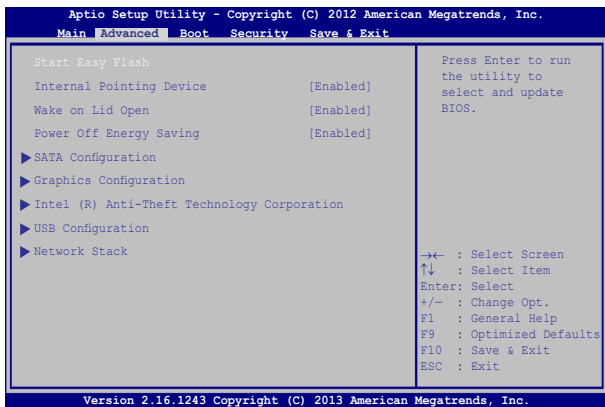 Aptio Setup Utility - Copyright (C) 2012 American Megatrends, Inc.
Main Advanced Boot Security Save & Exit
Start Easy Flash
Internal Pointing Device [Enabled]
Wake on Lid Open [Enabled]
Power Off Energy Saving [Enabled]
SATA Configuration
Graphics Configuration
Intel (R) Anti-Theft Technology Corporation
USB Configuration
Network Stack
Press Enter to run
the utility to
select and update
BIOS.
→← : Select Screen
↑↓ : Select Item
Enter: Select
+/— : Change Opt.
F1 : General Help
F9 : Optimized Defaults
F10 : Save & Exit
ESC : Exit
Version 2.16.1243 Copyright (C) 2013 American Megatrends, Inc.